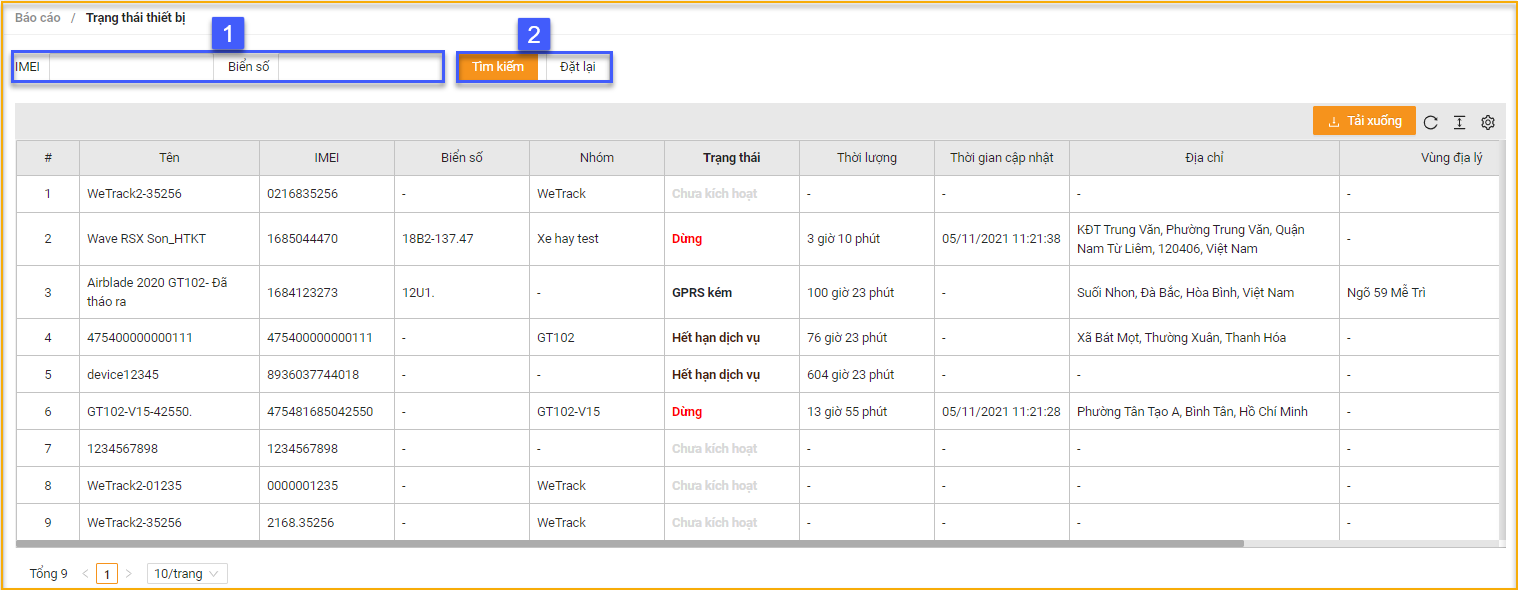 Báo cáo / Trạng thái thiết bị
1 2
IMEI Biển số Tìm kiếm Đặt lại
Tải xuống
# Tên IMEI Biển số Nhóm Trạng thái Thời lượng Thời gian cập nhật Địa chỉ Vùng địa lý
1 WeTrack2-35256 0216835256 - WeTrack Chưa kích hoạt - - - -
2 Wave RSX Son_HTKT 1685044470 18B2-137.47 Xe hay test Dừng 3 giờ 10 phút 05/11/2021 11:21:38 KĐT Trung Văn, Phường Trung Văn, Quận
Nam Từ Liêm, 120406, Việt Nam -
3 Airblade 2020 GT102- Đã
tháo ra 1684123273 12U1. - GPRS kém 100 giờ 23 phút - Suối Nhon, Đà Bắc, Hòa Bình, Việt Nam Ngõ 59 Mễ Trì
4 475400000000111 475400000000111 - GT102 Hết hạn dịch vụ 76 giờ 23 phút - Xã Bát Mọt, Thường Xuân, Thanh Hóa -
5 device12345 8936037744018 - - Hết hạn dịch vụ 604 giờ 23 phút - - -
6 GT102-V15-42550. 475481685042550 - GT102-V15 Dừng 13 giờ 55 phút 05/11/2021 11:21:28 Phường Tân Tạo A, Bình Tân, Hồ Chí Minh -
7 1234567898 1234567898 - - Chưa kích hoạt - - - -
8 WeTrack2-01235 0000001235 - WeTrack Chưa kích hoạt - - - -
9 WeTrack2-35256 2168.35256 - WeTrack Chưa kích hoạt - - - -
Tổng 9 < 1 > 10/trang